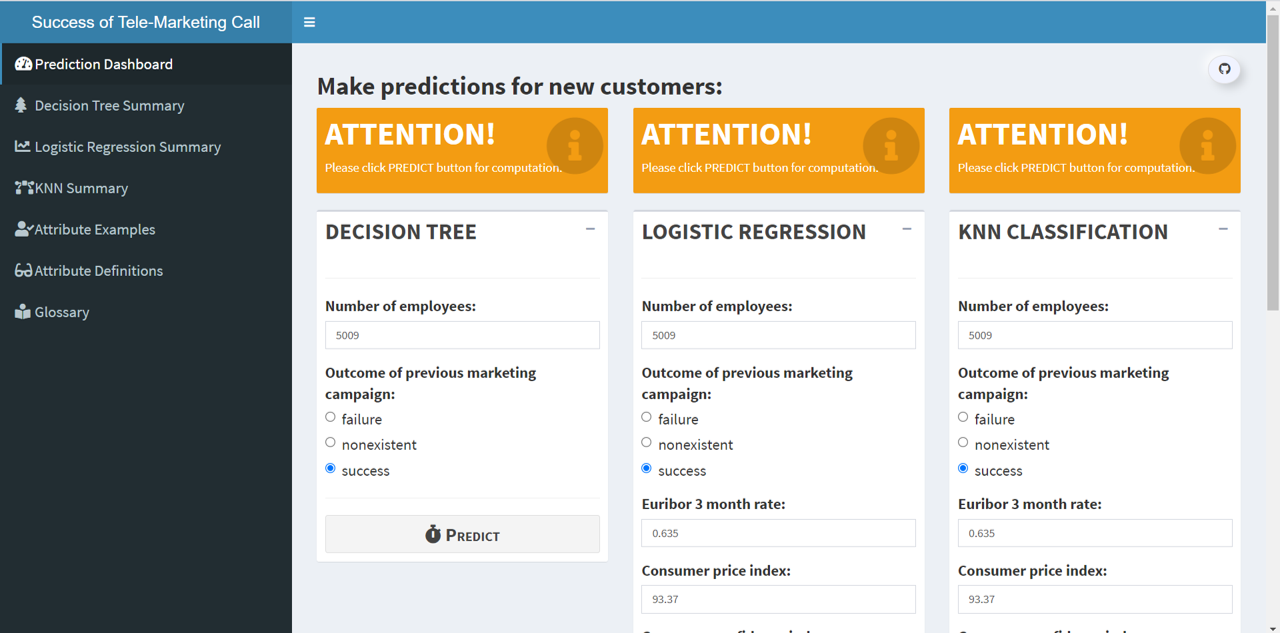 Success of Tele-Marketing Call
Prediction Dashboard
Decision Tree Summary
Logistic Regression Summary
KNN Summary
Attribute Examples
Attribute Definitions
Glossary
Make predictions for new customers:
ATTENTION!
Please click PREDICT button for computation.
DECISION TREE
Number of employees:
5009
Outcome of previous marketing
campaign:
failure
nonexistent
success
PREDICT
ATTENTION!
Please click PREDICT button for computation.
LOGISTIC REGRESSION
Number of employees:
5009
Outcome of previous marketing
campaign:
failure
nonexistent
success
Euribor 3 month rate:
0.635
Consumer price index:
93.37
ATTENTION!
Please click PREDICT button for computation.
KNN CLASSIFICATION
Number of employees:
5009
Outcome of previous marketing
campaign:
failure
nonexistent
success
Euribor 3 month rate:
0.635
Consumer price index:
93.37